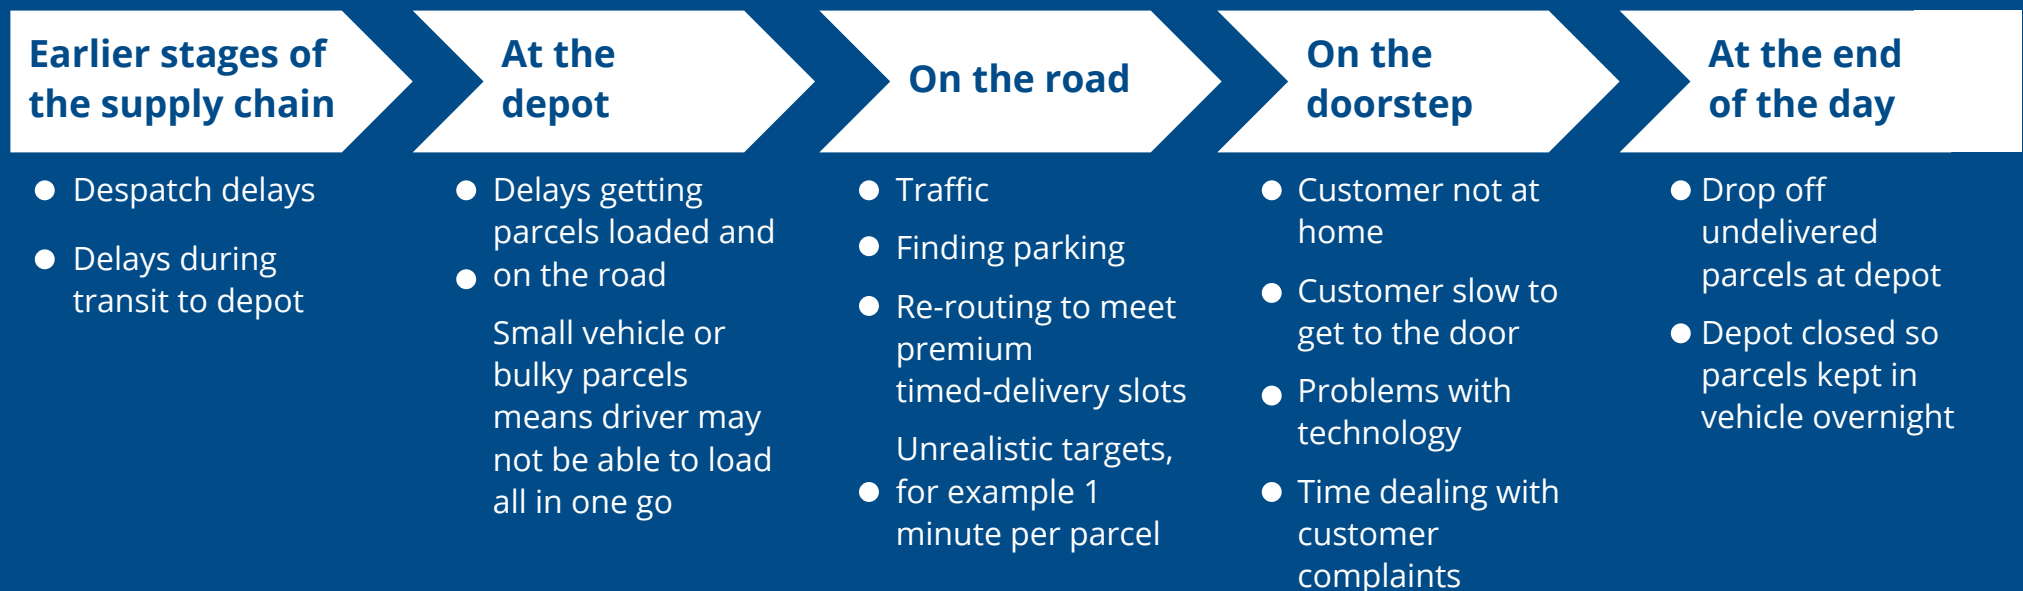 Earlier stages of
the supply chain
At the
depot
On the road
On the
doorstep
At the end
of the day
Despatch delays
Delays during
transit to depot
Delays getting
parcels loaded and
on the road
Small vehicle or
bulky parcels
means driver may
not be able to load
all in one go
Traffic
Finding parking
Re-routing to meet
premium
timed-delivery slots
Unrealistic targets,
for example 1
minute per parcel
Customer not at
home
Customer slow to
get to the door
Problems with
technology
Time dealing with
customer
complaints
Drop off
undelivered
parcels at depot
Depot closed so
parcels kept in
vehicle overnight